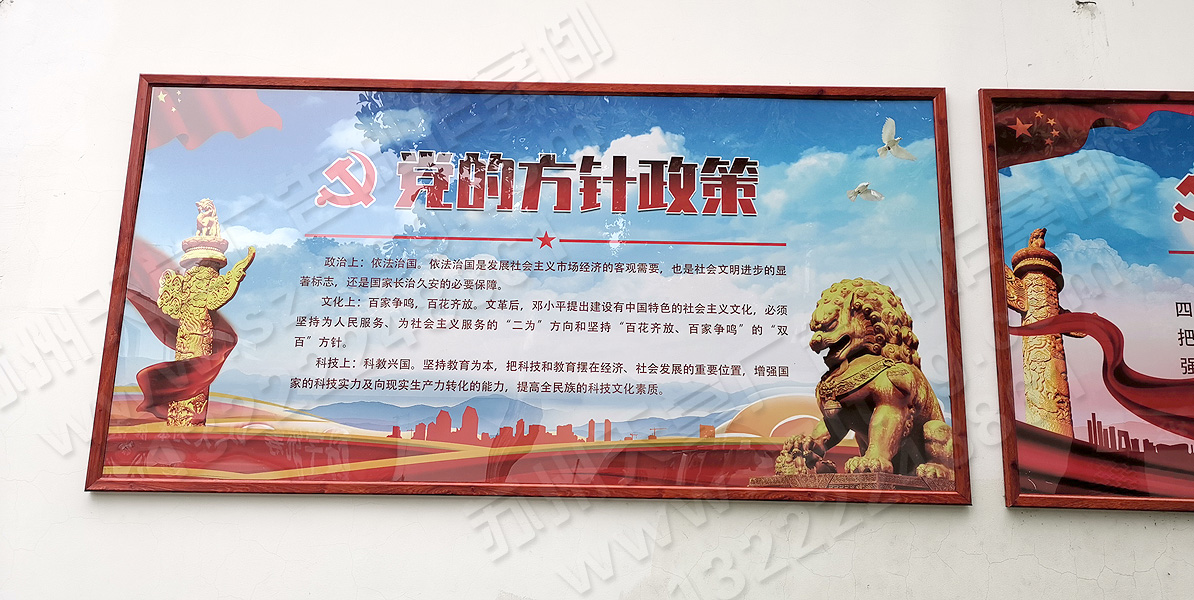 党的方针政策
政治上：依法治国。依法治国是发展社会主义市场经济的客观需要，也是社会文明进步的显
著标志，还是国家长治久安的必要保障。
文化上：百家争鸣，百花齐放。文革后，邓小平提出建设有中国特色的社会主义文化，必须
坚持为人民服务、为社会主义服务的“二为”方向和坚持“百花齐放、百家争鸣”的“双
百”方针。
科技上：科教兴国。坚持教育为本，把科技和教育摆在经济、社会发展的重要位置，增强国
家的科技实力及向现实生产力转化的能力，提高全民族的科技文化素质。
四
把
强